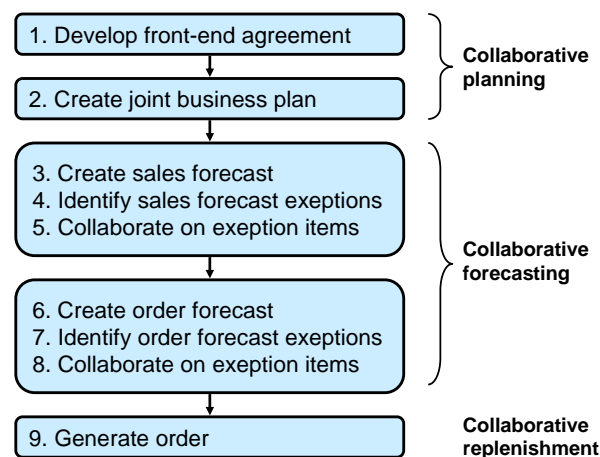 1. Develop front-end agreement
2. Create joint business plan
Collaborative
planning
3. Create sales forecast
4. Identify sales forecast exeptions
5. Collaborate on exeption items
6. Create order forecast
7. Identify order forecast exeptions
8. Collaborate on exeption items
Collaborative
forecasting
9. Generate order
Collaborative
replenishment